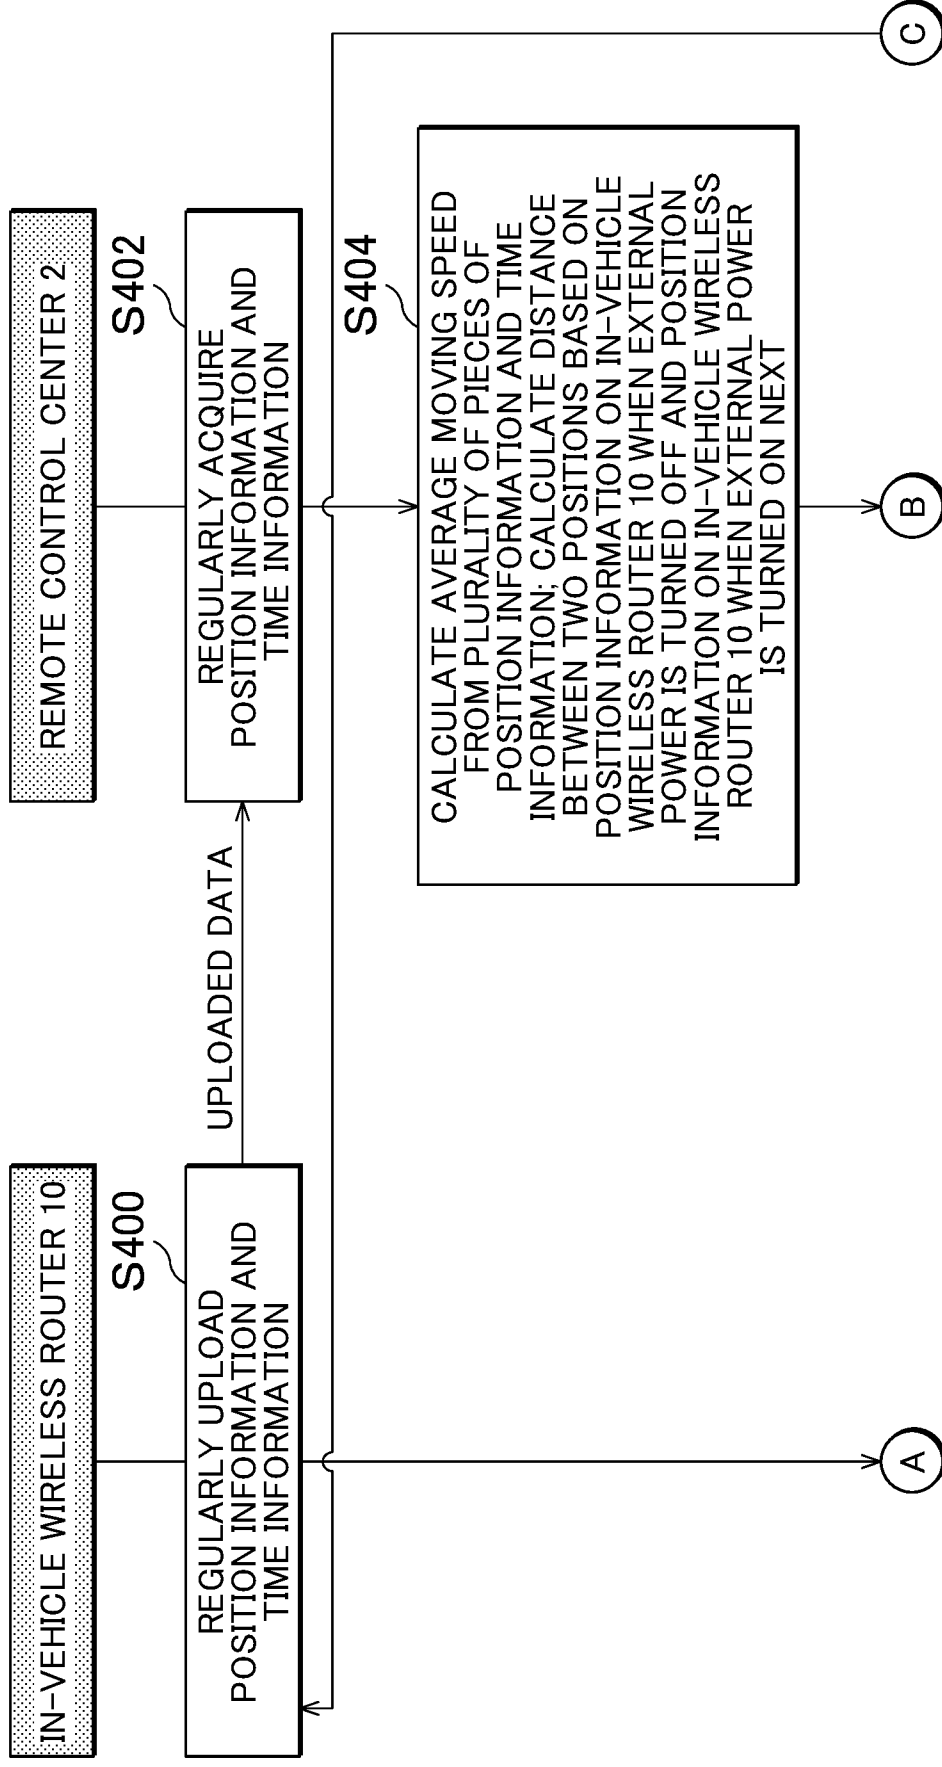 IN-VEHICLE WIRELESS ROUTER 10
S400
REGULARLY UPLOAD
POSITION INFORMATION AND
TIME INFORMATION
UPLOADED DATA
REMOTE CONTROL CENTER 2
S402
REGULARLY ACQUIRE
POSITION INFORMATION AND
TIME INFORMATION
S404
CALCULATE AVERAGE MOVING SPEED
FROM PLURALITY OF PIECES OF
POSITION INFORMATION AND TIME
INFORMATION; CALCULATE DISTANCE
BETWEEN TWO POSITIONS BASED ON
POSITION INFORMATION ON IN-VEHICLE
WIRELESS ROUTER 10 WHEN EXTERNAL
POWER IS TURNED OFF AND POSITION
INFORMATION ON IN-VEHICLE WIRELESS
ROUTER 10 WHEN EXTERNAL POWER
IS TURNED ON NEXT
A
B
C